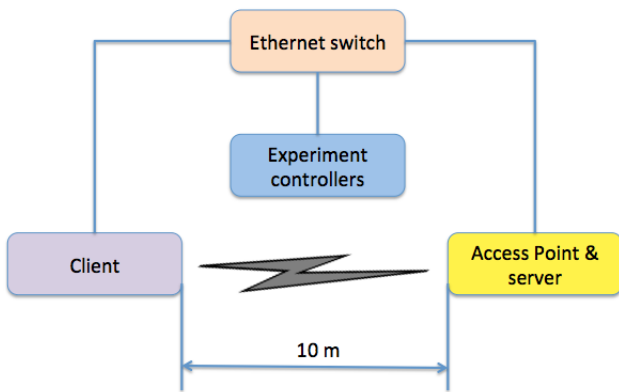 Ethernet switch
Experiment
controllers
Client
Access Point &
server
10 m